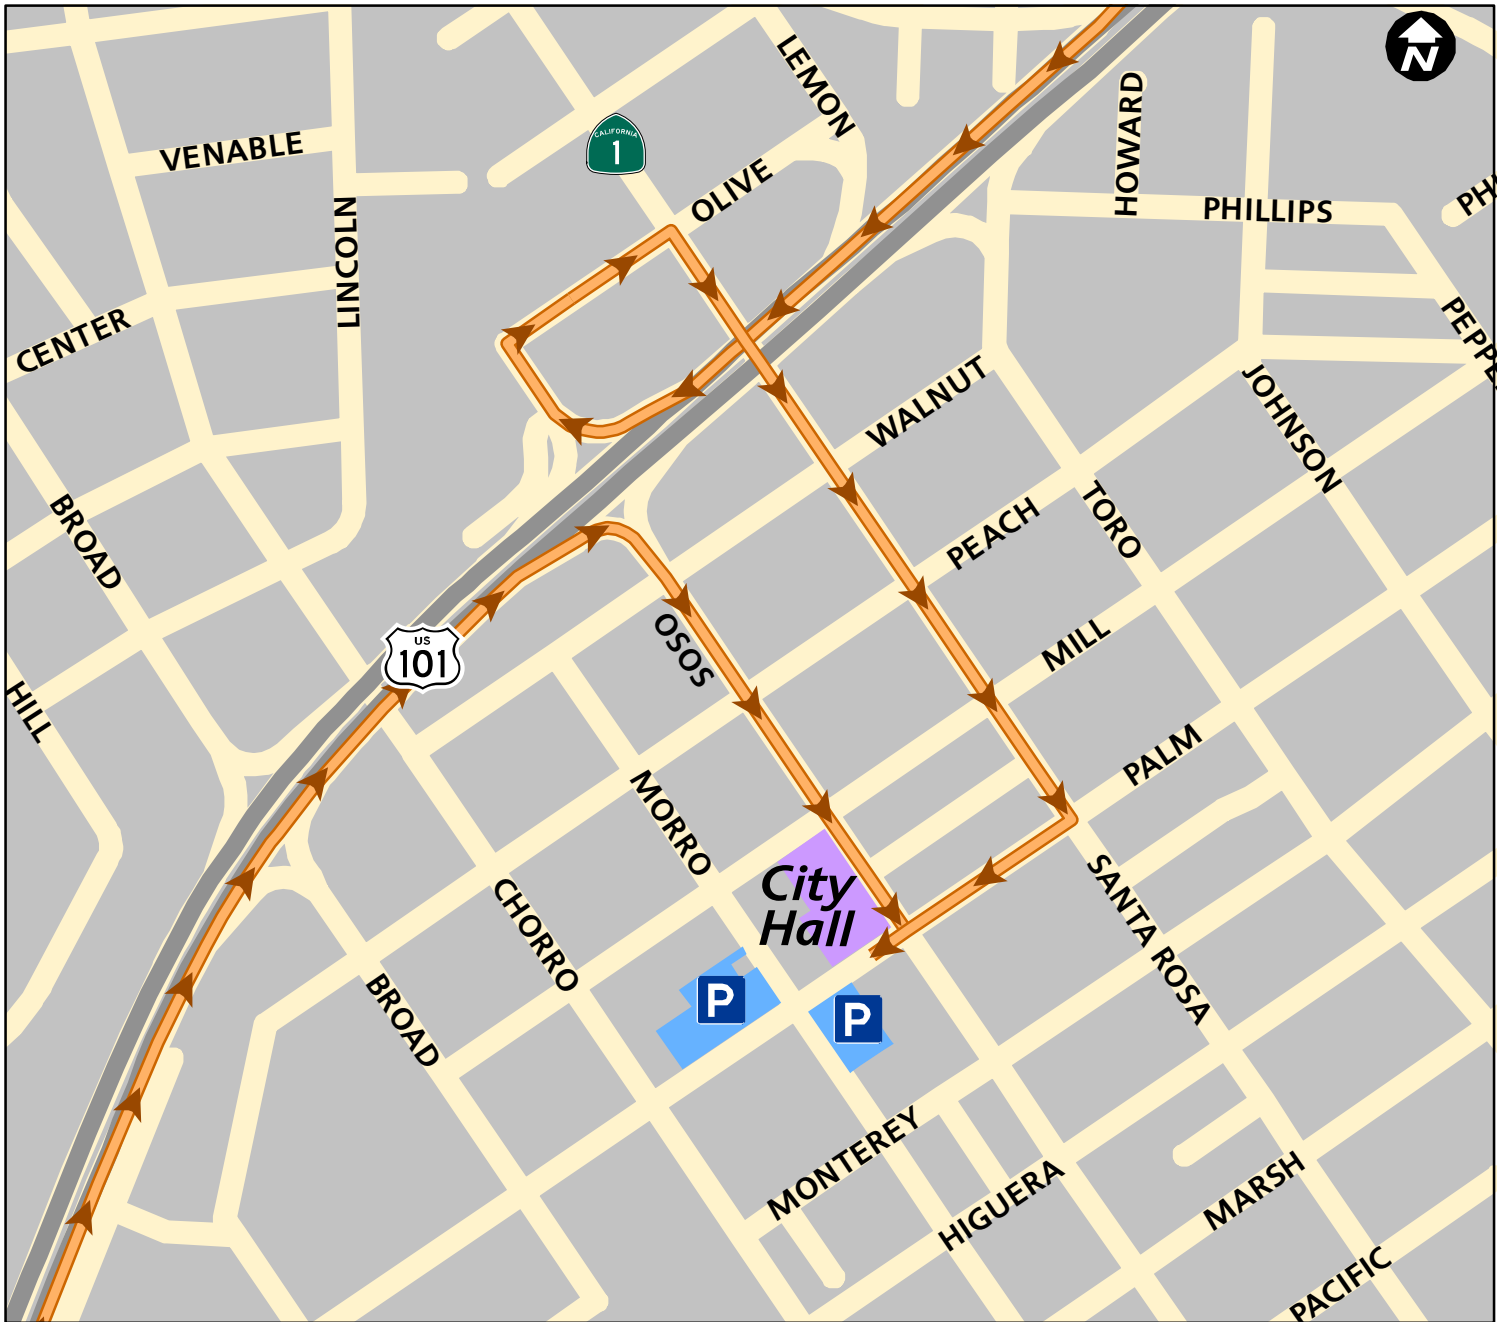 N
LEMON
HOWARD
CALIFORNIA
1
VENABLE
OLIVE
PHILLIPS
LINCOLN
CENTER
WALNUT
JOHNSON
BROAD
PEACH
TORO
US
101
OSOS
MILL
HILL
PALM
MORRO
City
Hall
CHORRO
SANTA ROSA
BROAD
P
P
MONTEREY
HIGUERA
MARSH
PACIFIC